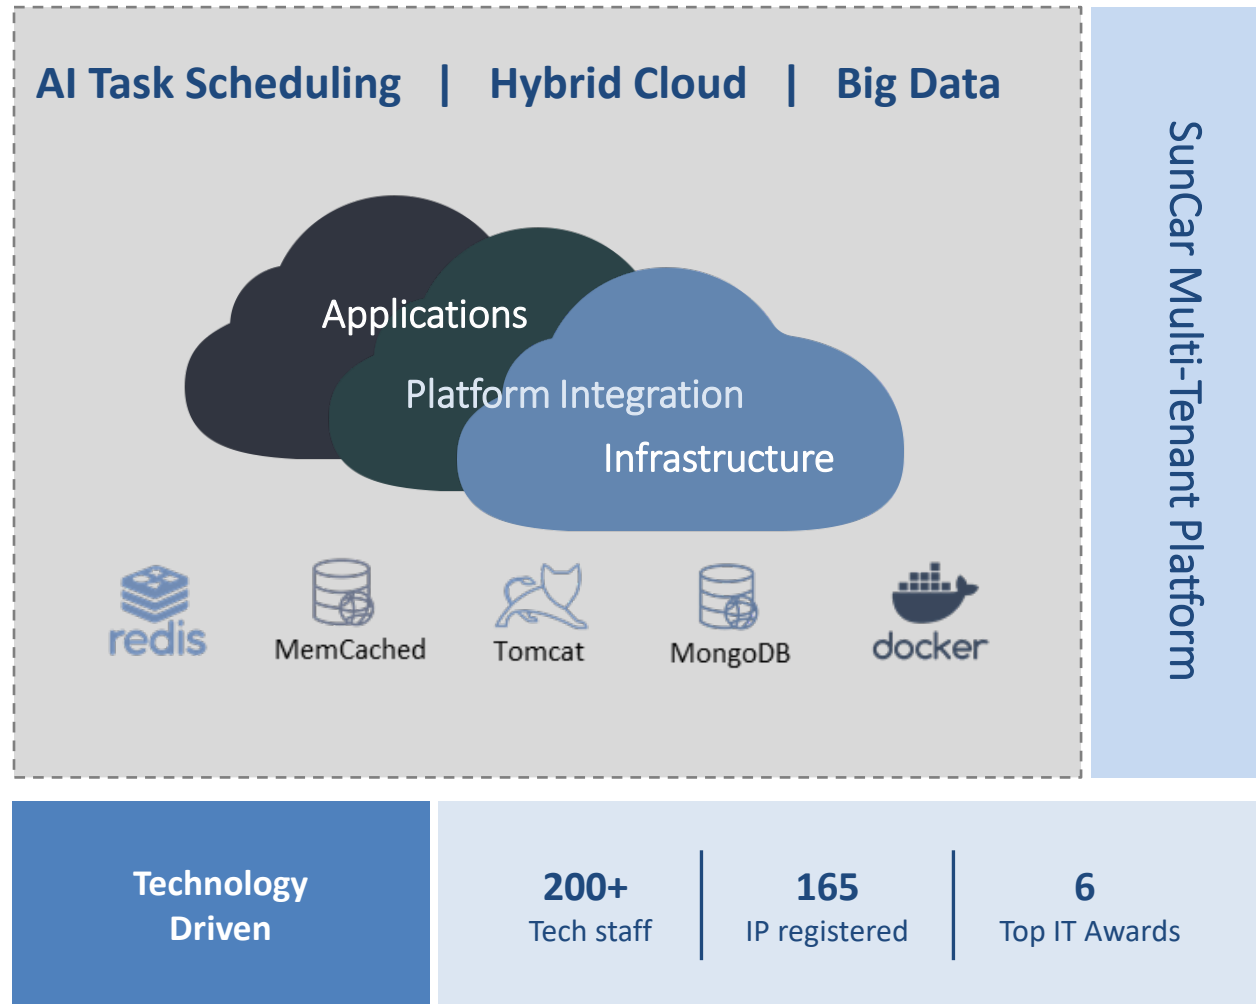 AI Task Scheduling | Hybrid Cloud | Big Data
Applications
Platform Integration
Infrastructure
redis
MemCached
Tomcat
MongoDB
docker
SunCar Multi-Tenant Platform
Technology
Driven
200+
Tech staff
165
IP registered
6
Top IT Awards